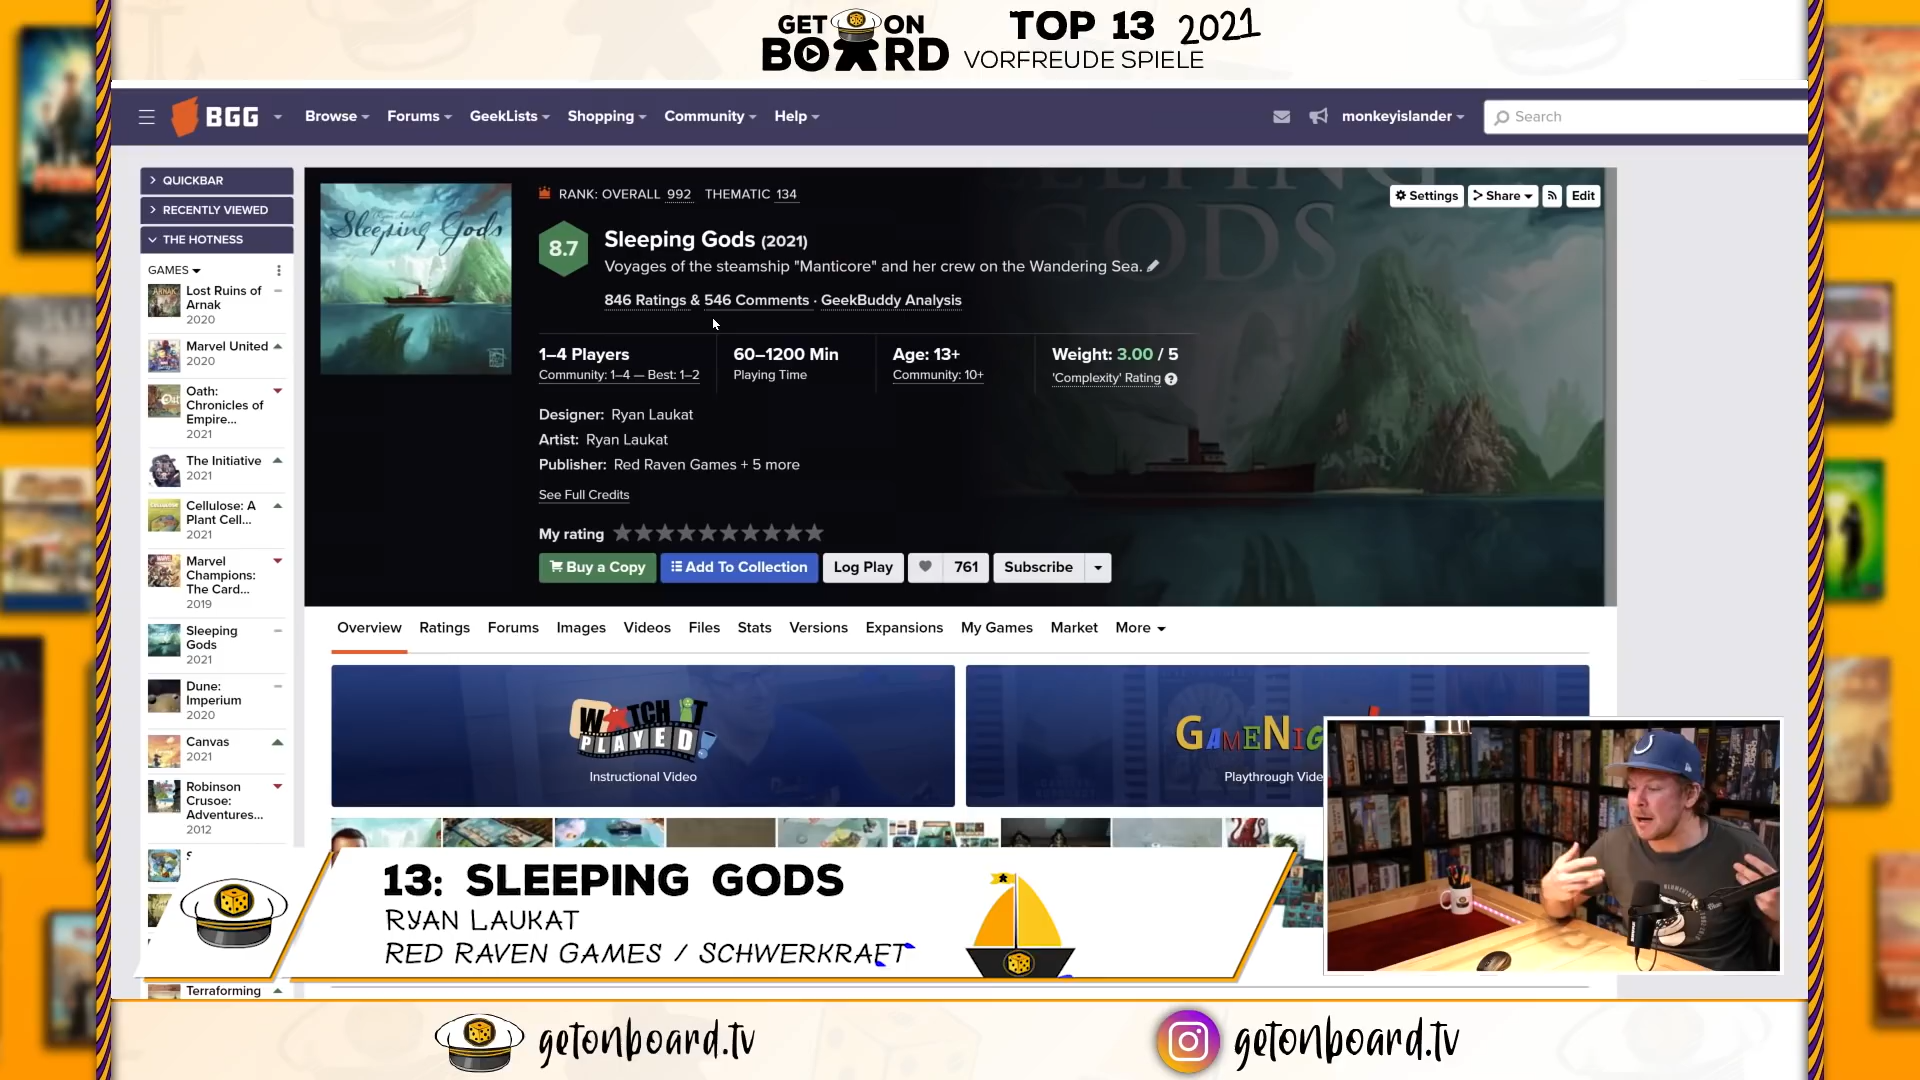 GET ON
BOARD
TOP 13 2021
VORFREUDE SPIELE
BGG
Browse
Forums
GeekLists
Shopping
Community
Help
monkeyislander
Search
QUICKBAR
RECENTLY VIEWED
THE HOTNESS
GAMES
Lost Ruins of
Arnak
2020
Marvel United
2020
Oath:
Chronicles of
Empire...
2021
The Initiative
2021
Cellulose: A
Plant Cell...
2021
Marvel
Champions:
The Card...
2019
Sleeping
Gods
2021
Dune:
Imperium
2020
Canvas
2021
Robinson
Crusoe:
Adventures...
2012
Terraforming
Sleeping Gods
RANK: OVERALL 992 THEMATIC 134
Settings
Share
Edit
8.7
Sleeping Gods (2021)
Voyages of the steamship "Manticore" and her crew on the Wandering Sea.
846 Ratings & 546 Comments · GeekBuddy Analysis
1–4 Players
Community: 1–4 — Best: 1–2
60–1200 Min
Playing Time
Age: 13+
Community: 10+
Weight: 3.00 / 5
'Complexity' Rating
Designer: Ryan Laukat
Artist: Ryan Laukat
Publisher: Red Raven Games + 5 more
See Full Credits
My rating
Buy a Copy
Add To Collection
Log Play
761
Subscribe
GODS
Overview
Ratings
Forums
Images
Videos
Files
Stats
Versions
Expansions
My Games
Market
More
WATCH IT
PLAYED
Instructional Video
GAMENIG
Playthrough Vide
13: SLEEPING GODS
RYAN LAUKAT
RED RAVEN GAMES / SCHWERKRAFT
getonboard.tv
getonboard.tv